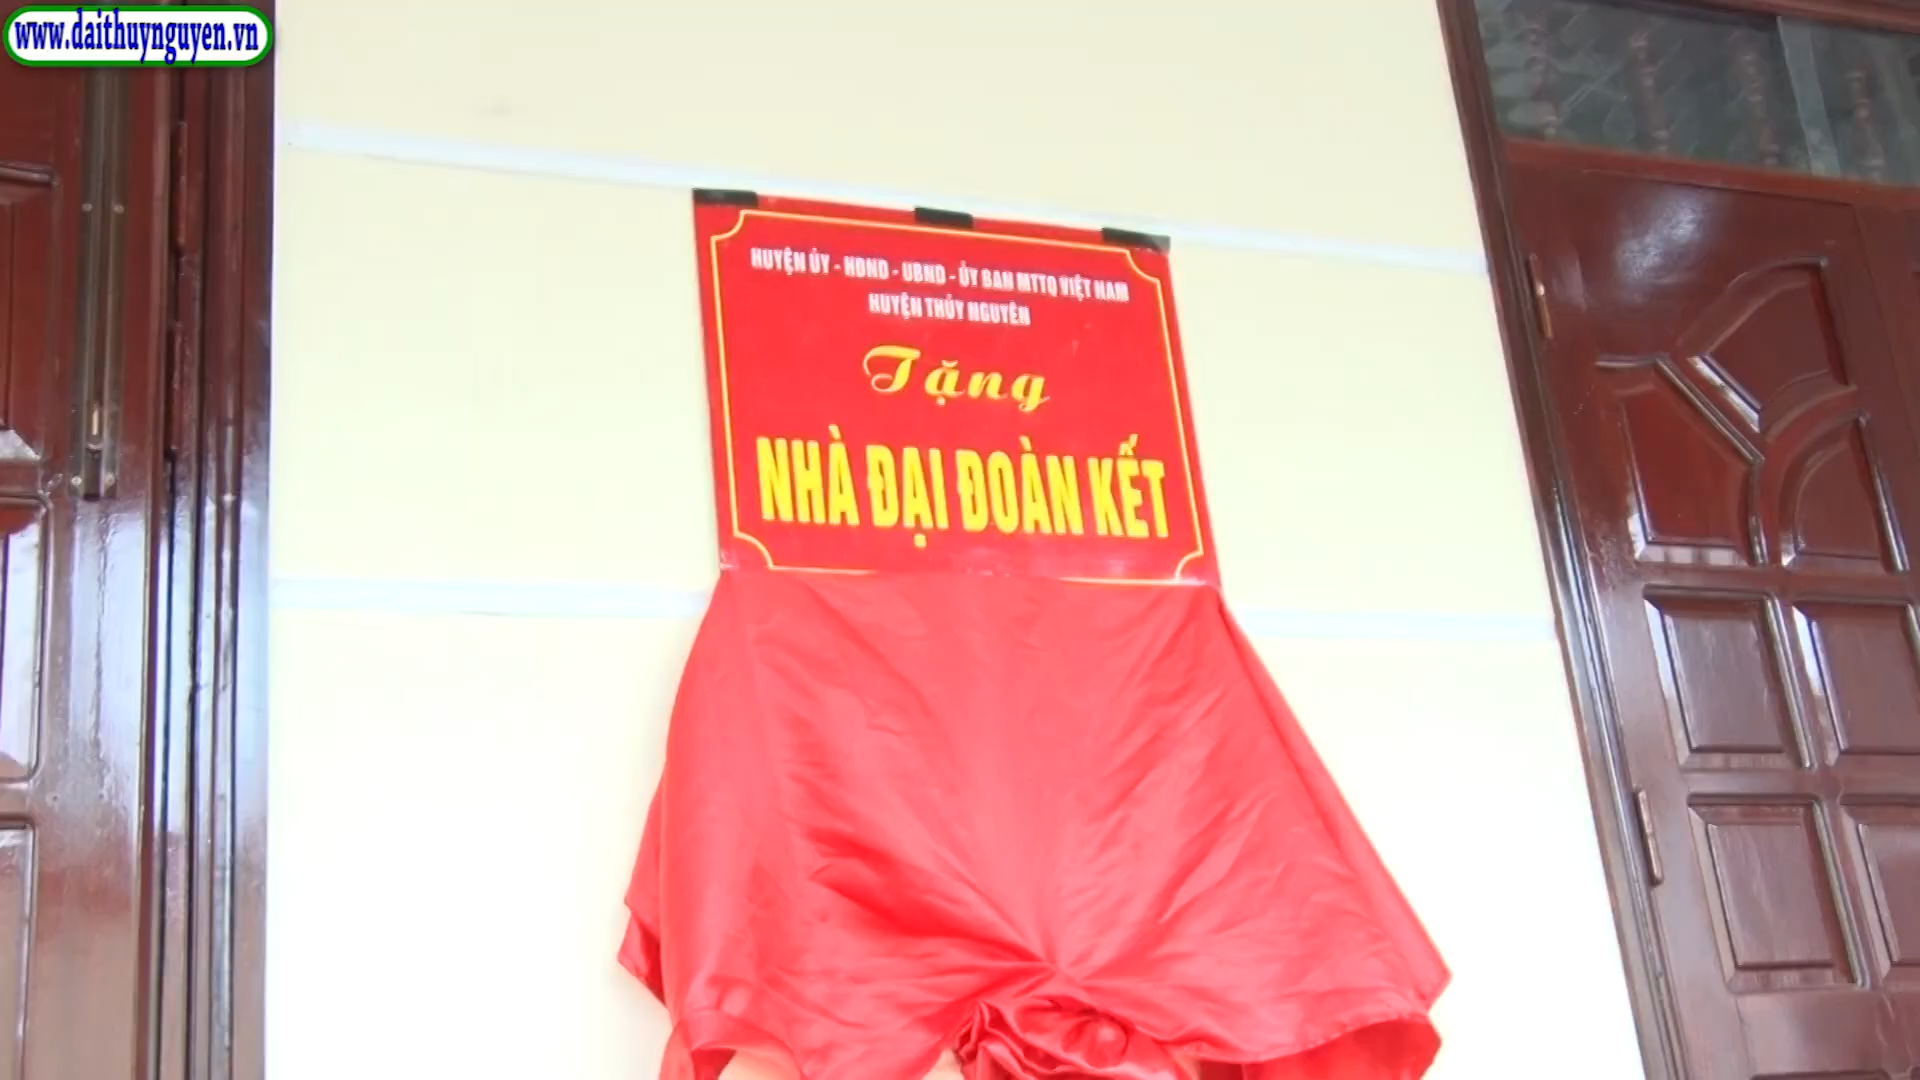 www.daithuynguyen.vn
HUYỆN ỦY - HĐND - UBND - ỦY BAN MTTQ VIỆT NAM
HUYỆN THỦY NGUYÊN
Tặng
NHÀ ĐẠI ĐOÀN KẾT